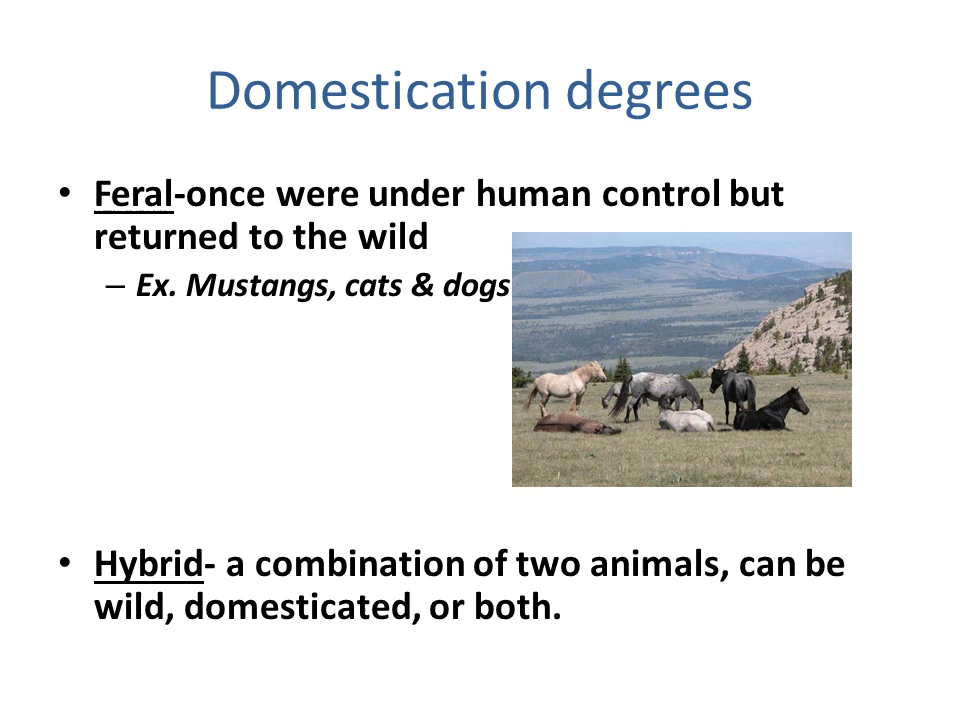 Domestication degrees
• Feral-once were under human control but
returned to the wild
– Ex. Mustangs, cats & dogs
• Hybrid- a combination of two animals, can be
wild, domesticated, or both.